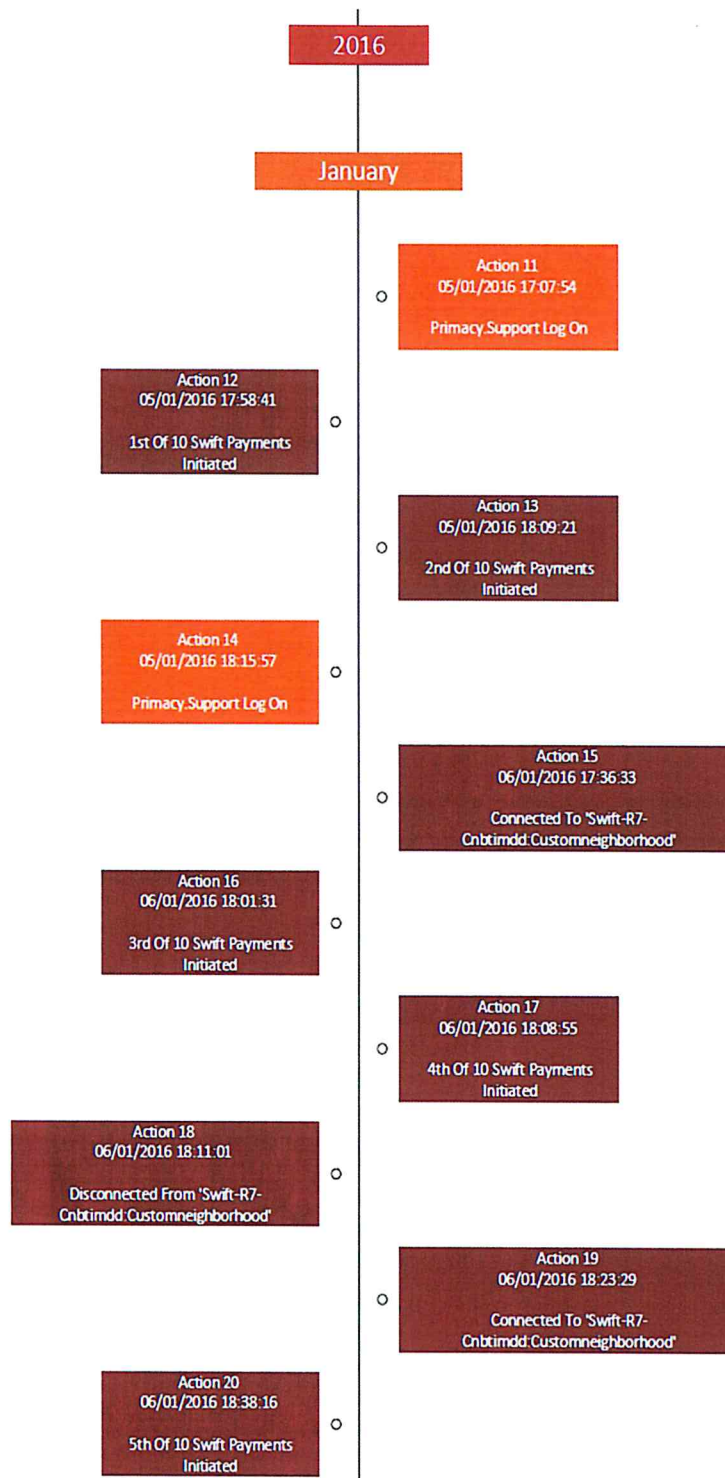 2016
January
Action 11
05/01/2016 17:07:54
Primacy.Support Log On
Action 12
05/01/2016 17:58:41
1st Of 10 Swift Payments
Initiated
Action 13
05/01/2016 18:09:21
2nd Of 10 Swift Payments
Initiated
Action 14
05/01/2016 18:15:57
Primacy.Support Log On
Action 15
06/01/2016 17:36:33
Connected To 'Swift-R7-
Cnbtimdd:Customneighborhood'
Action 16
06/01/2016 18:01:31
3rd Of 10 Swift Payments
Initiated
Action 17
06/01/2016 18:08:55
4th Of 10 Swift Payments
Initiated
Action 18
06/01/2016 18:11:01
Disconnected From 'Swift-R7-
Cnbtimdd:Customneighborhood'
Action 19
06/01/2016 18:23:29
Connected To 'Swift-R7-
Cnbtimdd:Customneighborhood'
Action 20
06/01/2016 18:38:16
5th Of 10 Swift Payments
Initiated